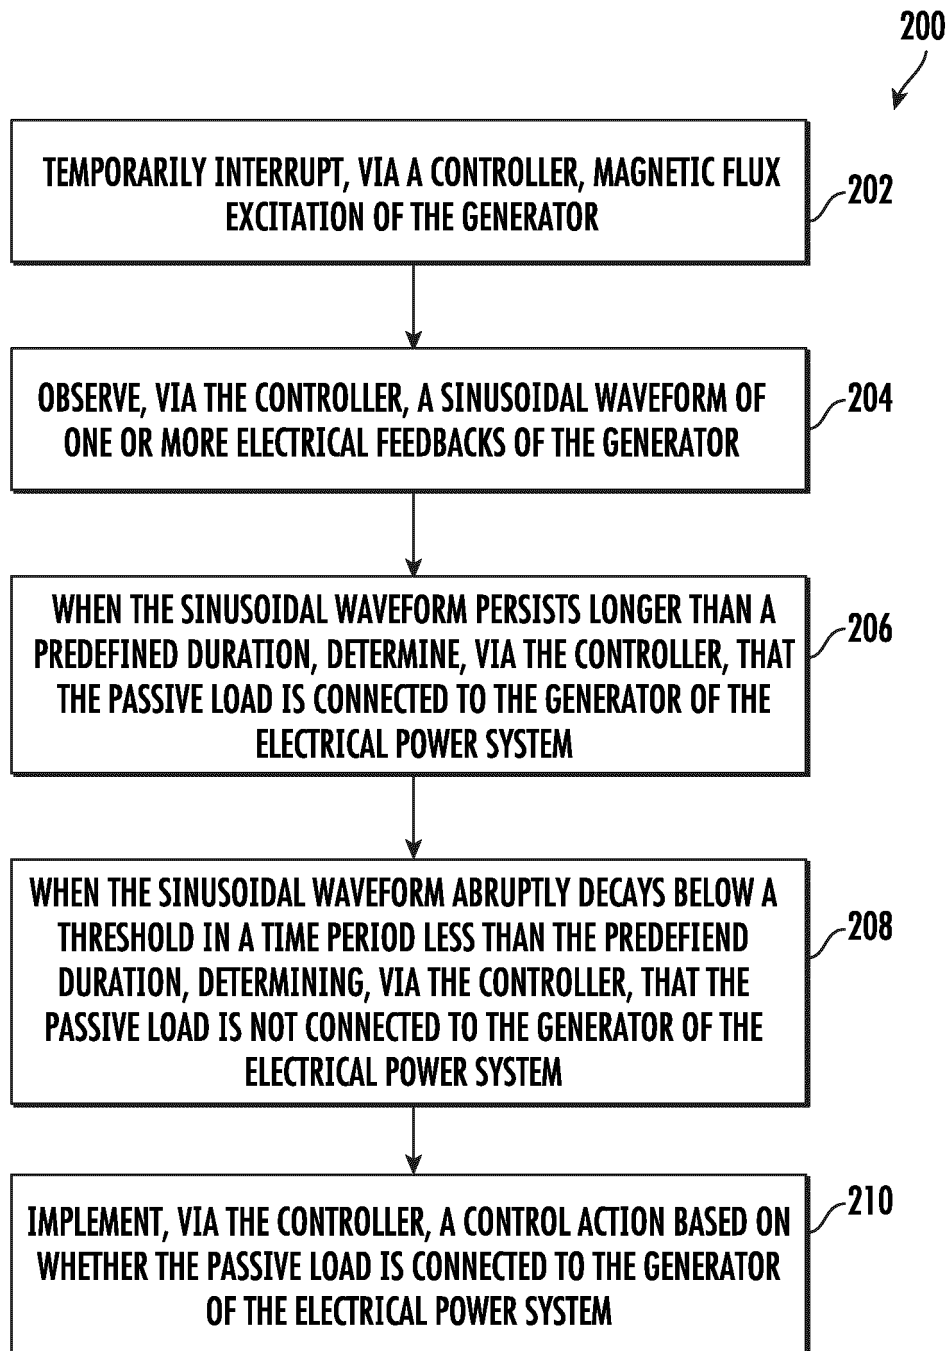 200
TEMPORARILY INTERRUPT, VIA A CONTROLLER, MAGNETIC FLUX
EXCITATION OF THE GENERATOR
202
OBSERVE, VIA THE CONTROLLER, A SINUSOIDAL WAVEFORM OF
ONE OR MORE ELECTRICAL FEEDBACKS OF THE GENERATOR
204
WHEN THE SINUSOIDAL WAVEFORM PERSISTS LONGER THAN A
PREDEFINED DURATION, DETERMINE, VIA THE CONTROLLER, THAT
THE PASSIVE LOAD IS CONNECTED TO THE GENERATOR OF THE
ELECTRICAL POWER SYSTEM
206
WHEN THE SINUSOIDAL WAVEFORM ABRUPTLY DECAYS BELOW A
THRESHOLD IN A TIME PERIOD LESS THAN THE PREDEFIEND
DURATION, DETERMINING, VIA THE CONTROLLER, THAT THE
PASSIVE LOAD IS NOT CONNECTED TO THE GENERATOR OF THE
ELECTRICAL POWER SYSTEM
208
IMPLEMENT, VIA THE CONTROLLER, A CONTROL ACTION BASED ON
WHETHER THE PASSIVE LOAD IS CONNECTED TO THE GENERATOR
OF THE ELECTRICAL POWER SYSTEM
210